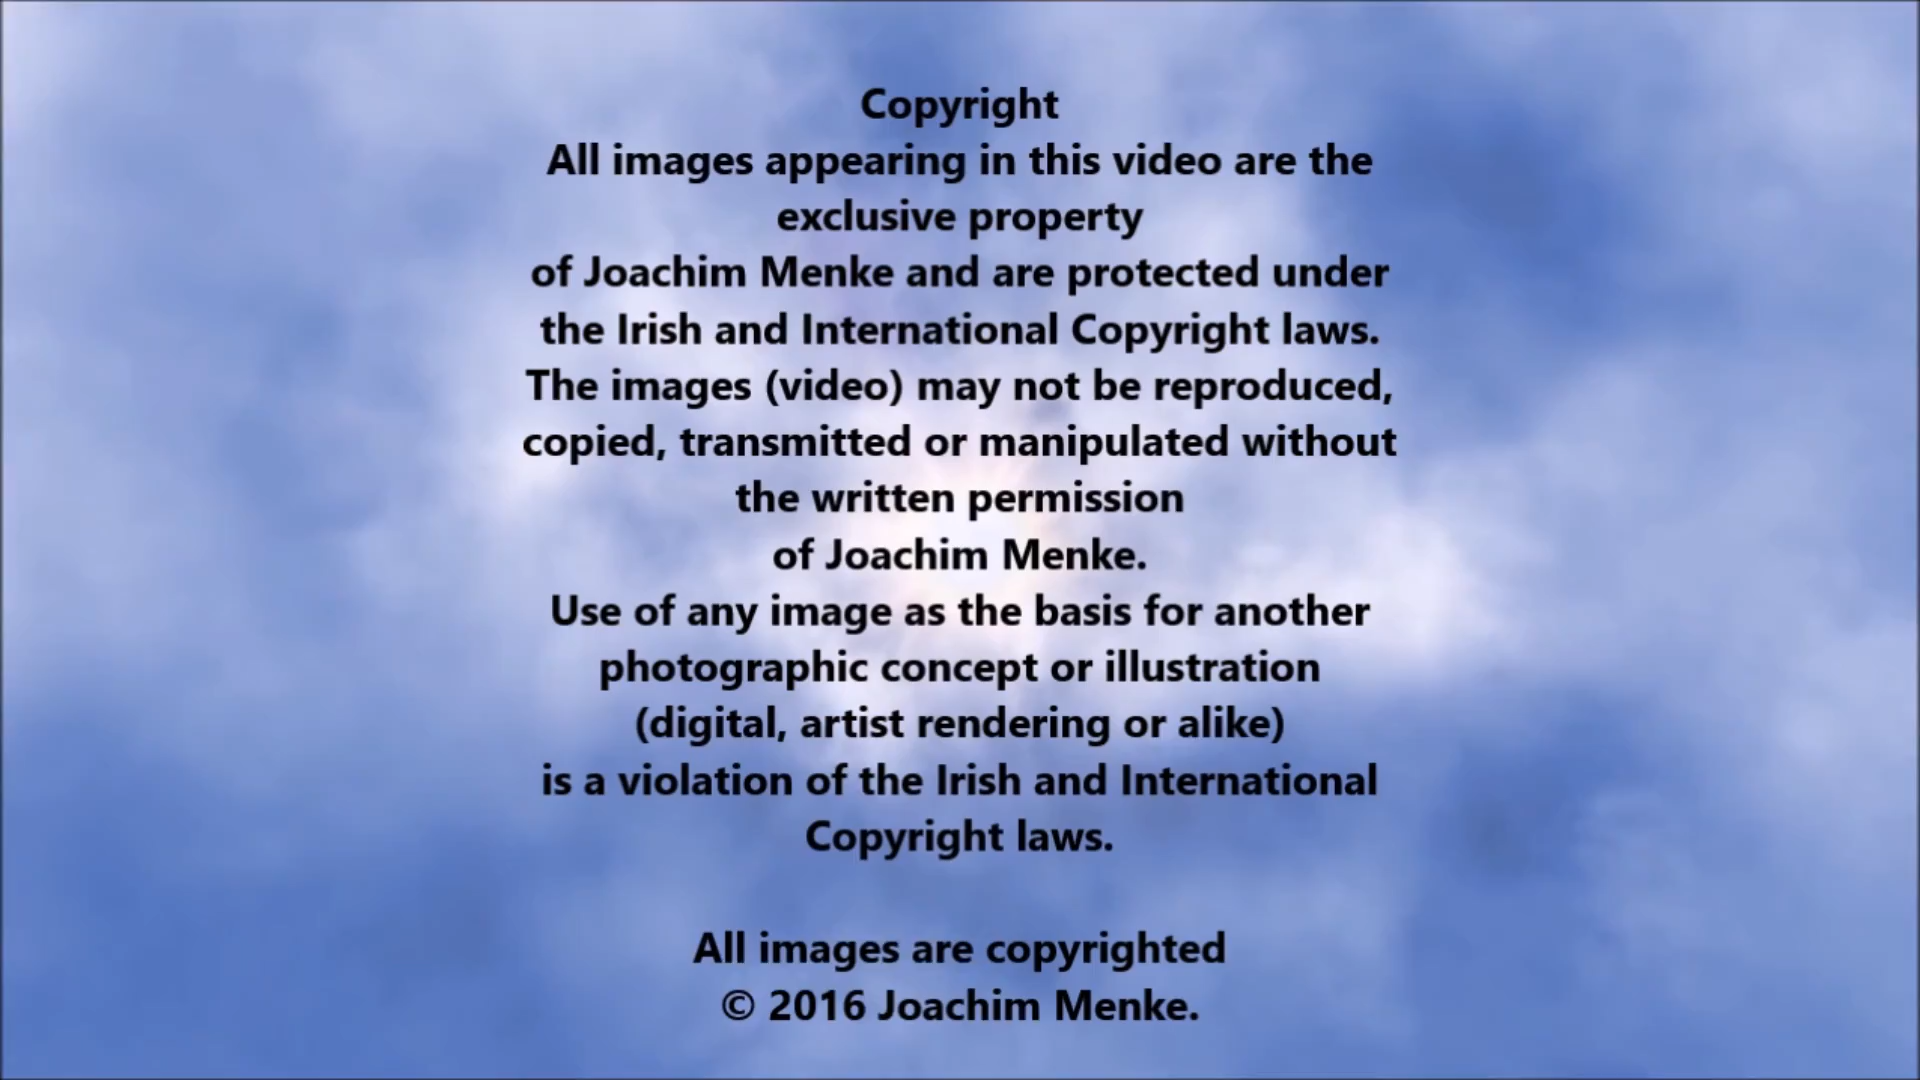 Copyright
All images appearing in this video are the
exclusive property
of Joachim Menke and are protected under
the Irish and International Copyright laws.
The images (video) may not be reproduced,
copied, transmitted or manipulated without
the written permission
of Joachim Menke.
Use of any image as the basis for another
photographic concept or illustration
(digital, artist rendering or alike)
is a violation of the Irish and International
Copyright laws.
All images are copyrighted
© 2016 Joachim Menke.